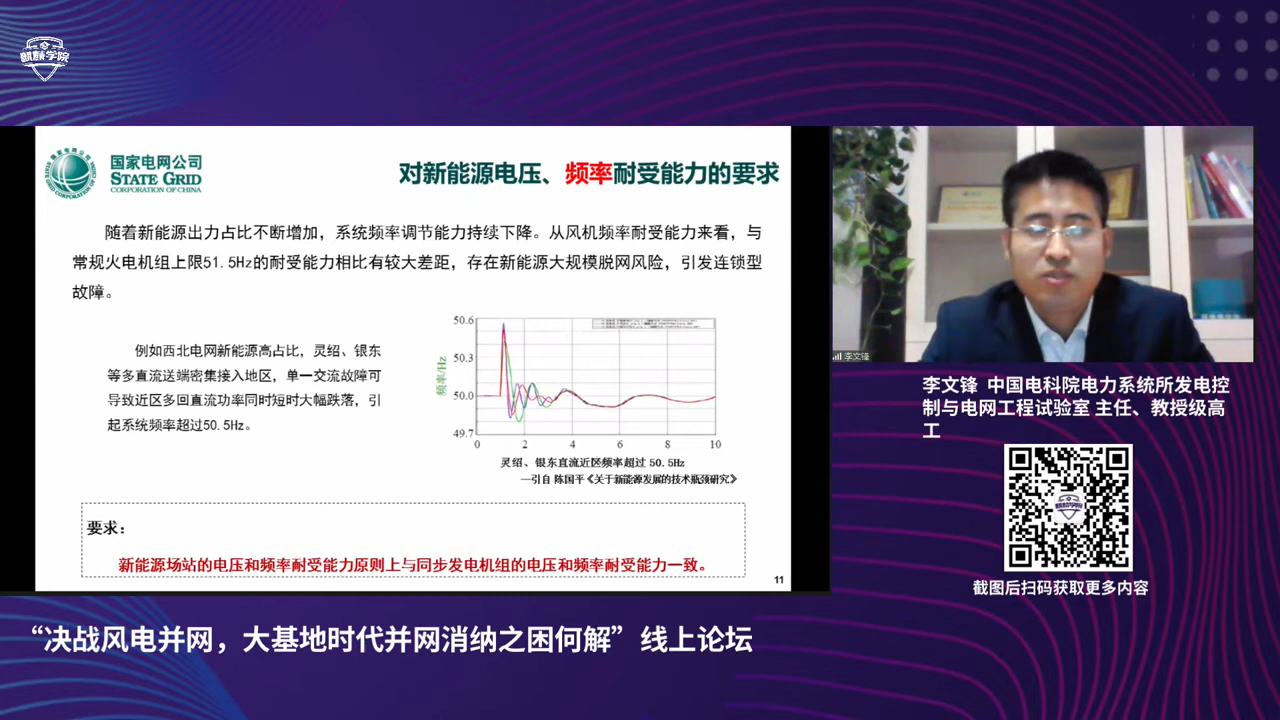 麒麟学院
国家电网公司
STATE GRID
CORPORATION OF CHINA
对新能源电压、频率耐受能力的要求
随着新能源出力占比不断增加，系统频率调节能力持续下降。从风机频率耐受能力来看，与
常规火电机组上限51.5Hz的耐受能力相比有较大差距，存在新能源大规模脱网风险，引发连锁型
故障。
例如西北电网新能源高占比，灵绍、银东
等多直流送端密集接入地区，单一交流故障可
导致近区多回直流功率同时短时大幅跌落，引
起系统频率超过50.5Hz。
频率/Hz
50.6
50.3
50.0
49.7
0 2 4 6 8 10
灵绍、银东直流近区频率超过 50.5Hz
—引自 陈国平《关于新能源发展的技术瓶颈研究》
要求：
新能源场站的电压和频率耐受能力原则上与同步发电机组的电压和频率耐受能力一致。
11
李文锋
李文锋 中国电科院电力系统所发电控
制与电网工程试验室 主任、教授级高
工
截图后扫码获取更多内容
“决战风电并网，大基地时代并网消纳之困何解”线上论坛